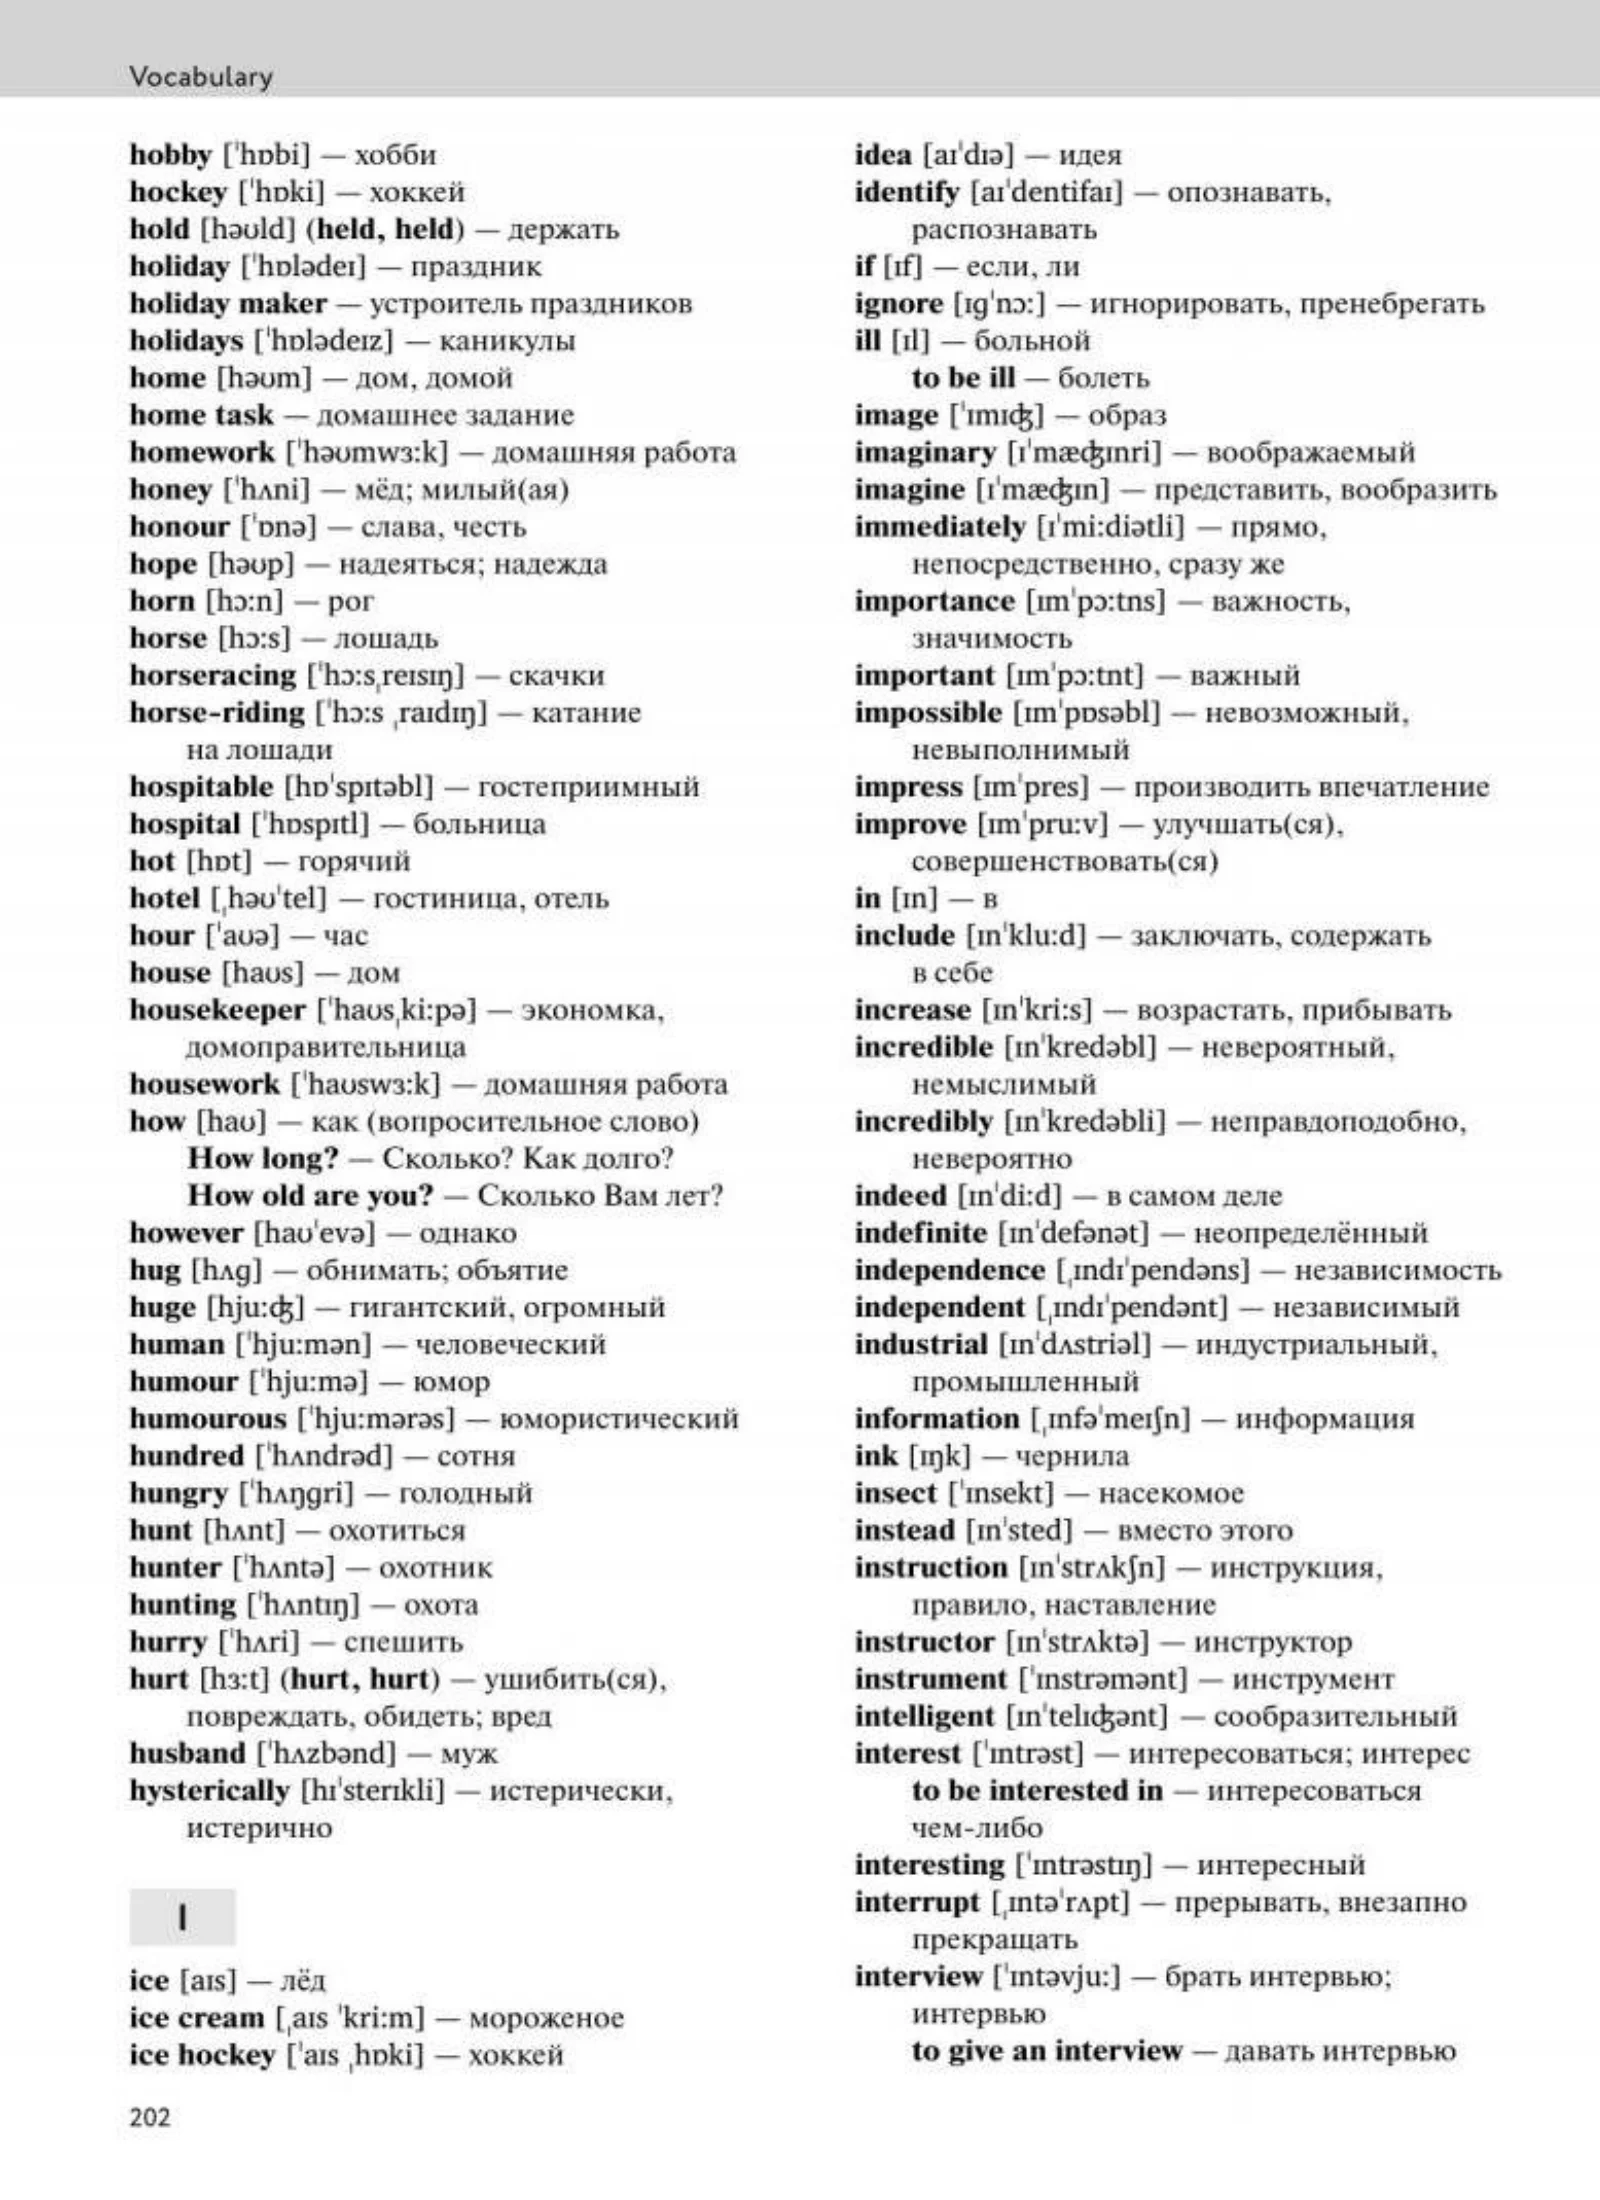 Vocabulary
hobby [ˈhɒbi] — хобби
hockey [ˈhɒki] — хоккей
hold [həʊld] (held, held) — держать
holiday [ˈhɒlədeɪ] — праздник
holiday maker — устроитель праздников
holidays [ˈhɒlədeɪz] — каникулы
home [həʊm] — дом, домой
home task — домашнее задание
homework [ˈhəʊmwɜ:k] — домашняя работа
honey [ˈhʌni] — мёд; милый(ая)
honour [ˈɒnə] — слава, честь
hope [həʊp] — надеяться; надежда
horn [hɔ:n] — рог
horse [hɔ:s] — лошадь
horseracing [ˈhɔ:sˌreɪsɪŋ] — скачки
horse-riding [ˈhɔ:s ˌraɪdɪŋ] — катание
на лошади
hospitable [hɒˈspɪtəbl] — гостеприимный
hospital [ˈhɒspɪtl] — больница
hot [hɒt] — горячий
hotel [ˌhəʊˈtel] — гостиница, отель
hour [ˈaʊə] — час
house [haʊs] — дом
housekeeper [ˈhaʊsˌki:pə] — экономка,
домоправительница
housework [ˈhaʊswɜ:k] — домашняя работа
how [haʊ] — как (вопросительное слово)
How long? — Сколько? Как долго?
How old are you? — Сколько Вам лет?
however [haʊˈevə] — однако
hug [hʌɡ] — обнимать; объятие
huge [hju:ʤ] — гигантский, огромный
human [ˈhju:mən] — человеческий
humour [ˈhju:mə] — юмор
humourous [ˈhju:mərəs] — юмористический
hundred [ˈhʌndrəd] — сотня
hungry [ˈhʌŋɡri] — голодный
hunt [hʌnt] — охотиться
hunter [ˈhʌntə] — охотник
hunting [ˈhʌntɪŋ] — охота
hurry [ˈhʌri] — спешить
hurt [hɜ:t] (hurt, hurt) — ушибить(ся),
повреждать, обидеть; вред
husband [ˈhʌzbənd] — муж
hysterically [hɪˈsterɪkli] — истерически,
истерично
I
ice [aɪs] — лёд
ice cream [ˌaɪs ˈkri:m] — мороженое
ice hockey [ˈaɪs ˌhɒki] — хоккей
idea [aɪˈdɪə] — идея
identify [aɪˈdentifaɪ] — опознавать,
распознавать
if [ɪf] — если, ли
ignore [ɪɡˈnɔ:] — игнорировать, пренебрегать
ill [ɪl] — больной
to be ill — болеть
image [ˈɪmɪʤ] — образ
imaginary [ɪˈmæʤɪnri] — воображаемый
imagine [ɪˈmæʤɪn] — представить, вообразить
immediately [ɪˈmi:diətli] — прямо,
непосредственно, сразу же
importance [ɪmˈpɔ:tns] — важность,
значимость
important [ɪmˈpɔ:tnt] — важный
impossible [ɪmˈpɒsəbl] — невозможный,
невыполнимый
impress [ɪmˈpres] — производить впечатление
improve [ɪmˈpru:v] — улучшать(ся),
совершенствовать(ся)
in [ɪn] — в
include [ɪnˈklu:d] — заключать, содержать
в себе
increase [ɪnˈkri:s] — возрастать, прибывать
incredible [ɪnˈkredəbl] — невероятный,
немыслимый
incredibly [ɪnˈkredəbli] — неправдоподобно,
невероятно
indeed [ɪnˈdi:d] — в самом деле
indefinite [ɪnˈdefənət] — неопределённый
independence [ˌɪndɪˈpendəns] — независимость
independent [ˌɪndɪˈpendənt] — независимый
industrial [ɪnˈdʌstriəl] — индустриальный,
промышленный
information [ˌɪnfəˈmeɪʃn] — информация
ink [ɪŋk] — чернила
insect [ˈɪnsekt] — насекомое
instead [ɪnˈsted] — вместо этого
instruction [ɪnˈstrʌkʃn] — инструкция,
правило, наставление
instructor [ɪnˈstrʌktə] — инструктор
instrument [ˈɪnstrəmənt] — инструмент
intelligent [ɪnˈtelɪʤənt] — сообразительный
interest [ˈɪntrəst] — интересоваться; интерес
to be interested in — интересоваться
чем-либо
interesting [ˈɪntrəstɪŋ] — интересный
interrupt [ˌɪntəˈrʌpt] — прерывать, внезапно
прекращать
interview [ˈɪntəvju:] — брать интервью;
интервью
to give an interview — давать интервью
202